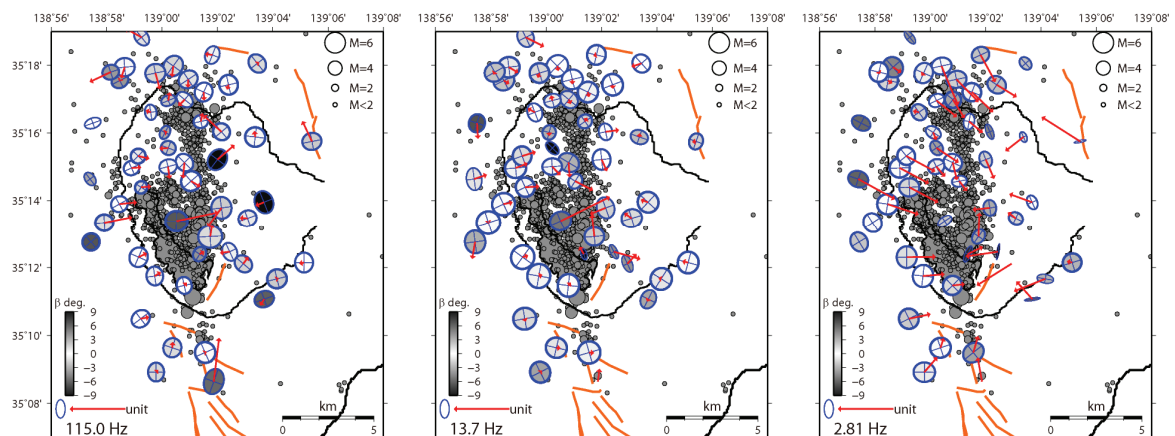 138°56' 138°58' 139°00' 139°02' 139°04' 139°06' 139°08' 138°56' 138°58' 139°00' 139°02' 139°04' 139°06' 139°08' 138°56' 138°58' 139°00' 139°02' 139°04' 139°06' 139°08'
M=6 M=6 M=6
35°18'
M=4 M=4 M=4
M=2 M=2 M=2
M<2 M<2 M<2
35°16'
35°14'
35°12'
β deg. β deg. β deg.
9 9 9
6 6 6
35°10'
3 3 3
0 0 0
−3 −3 −3
−6 −6 −6
−9 −9 −9
35°08'
km km km
unit unit unit
115.0 Hz 13.7 Hz 2.81 Hz
0 5 0 5 0 5